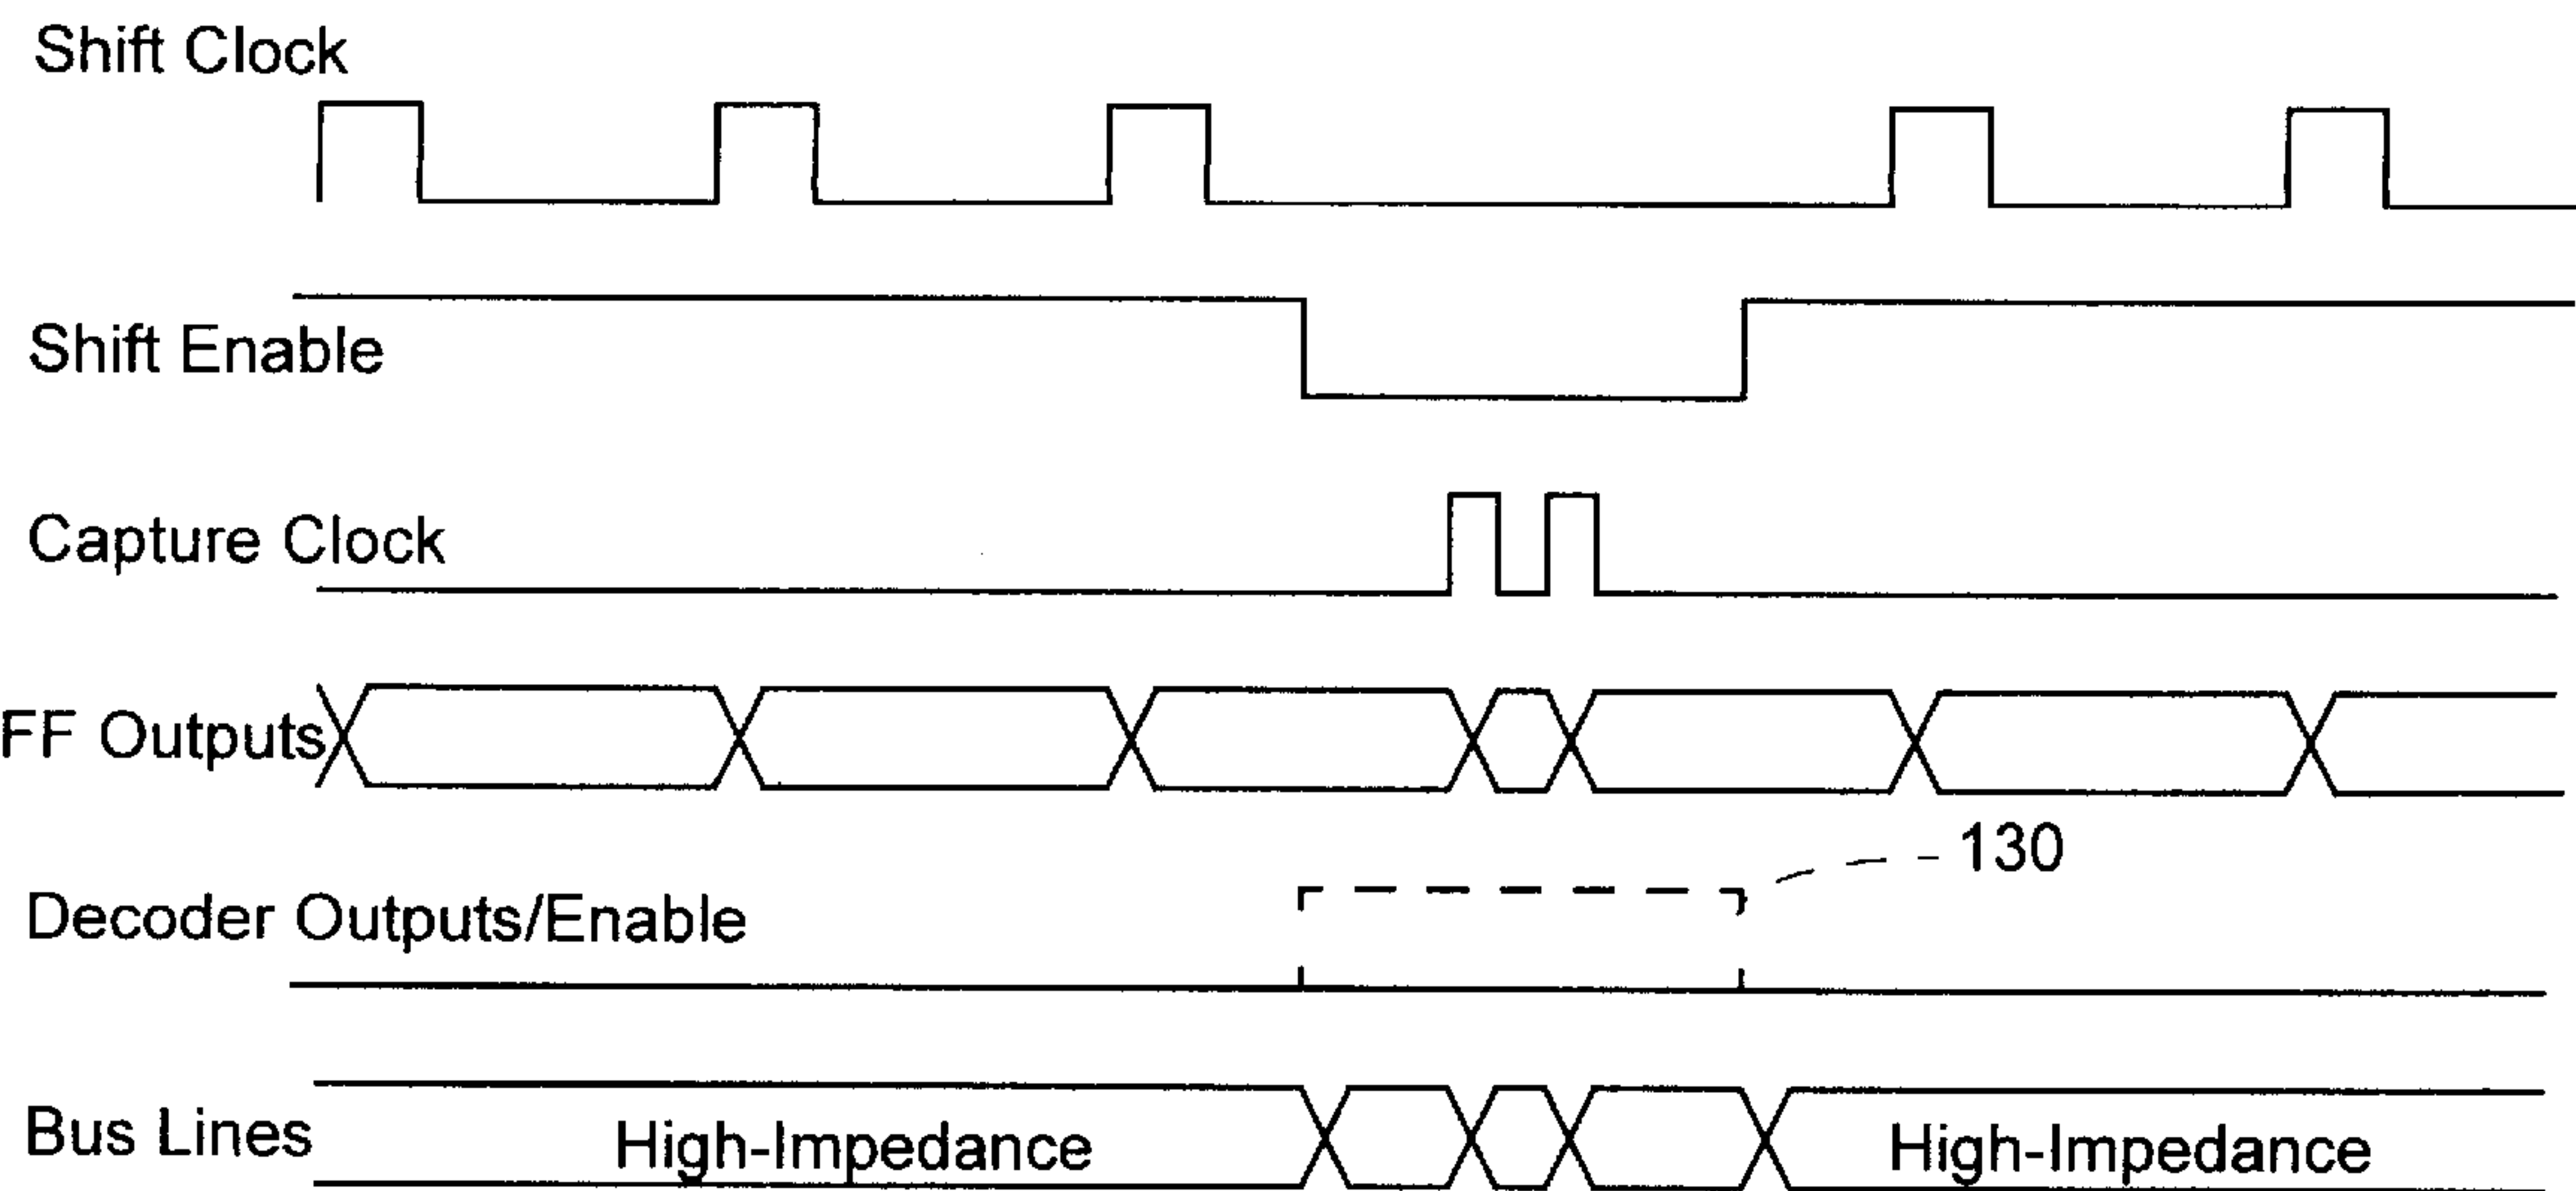 Shift Clock
Shift Enable
Capture Clock
FF Outputs
130
Decoder Outputs/Enable
Bus Lines
High-Impedance
High-Impedance